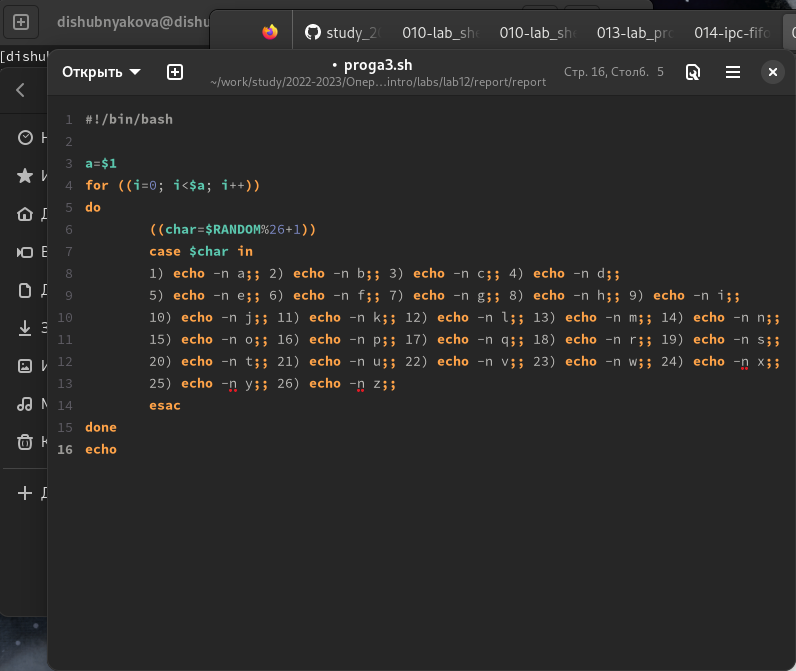 dishubnyakova@dishu
study_20
010-lab_she
010-lab_she
013-lab_pro
014-ipc-fifo
[dishub
Открыть
• proga3.sh
~/work/study/2022-2023/Опер…intro/labs/lab12/report/report
Стр. 16, Столб. 5
1 #!/bin/bash
2
3 a=$1
4 for ((i=0; i<$a; i++))
5 do
6 ((char=$RANDOM%26+1))
7 case $char in
8 1) echo -n a;; 2) echo -n b;; 3) echo -n c;; 4) echo -n d;;
9 5) echo -n e;; 6) echo -n f;; 7) echo -n g;; 8) echo -n h;; 9) echo -n i;;
10 10) echo -n j;; 11) echo -n k;; 12) echo -n l;; 13) echo -n m;; 14) echo -n n;;
11 15) echo -n o;; 16) echo -n p;; 17) echo -n q;; 18) echo -n r;; 19) echo -n s;;
12 20) echo -n t;; 21) echo -n u;; 22) echo -n v;; 23) echo -n w;; 24) echo -n x;;
13 25) echo -n y;; 26) echo -n z;;
14 esac
15 done
16 echo